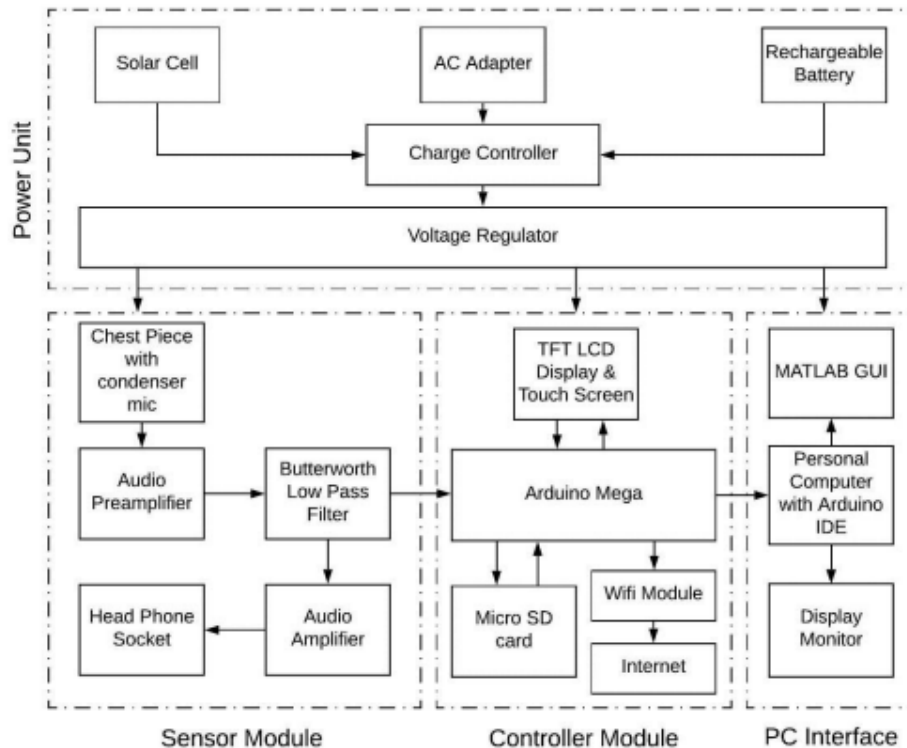 Solar Cell
AC Adapter
Rechargeable
Battery
Charge Controller
Power Unit
Voltage Regulator
Chest Piece
with
condenser
mic
TFT LCD
Display &
Touch Screen
MATLAB GUI
Audio
Preamplifier
Butterworth
Low Pass
Filter
Arduino Mega
Personal
Computer
with Arduino
IDE
Head Phone
Socket
Audio
Amplifier
Micro SD
card
Wifi Module
Internet
Display
Monitor
Sensor Module
Controller Module
PC Interface